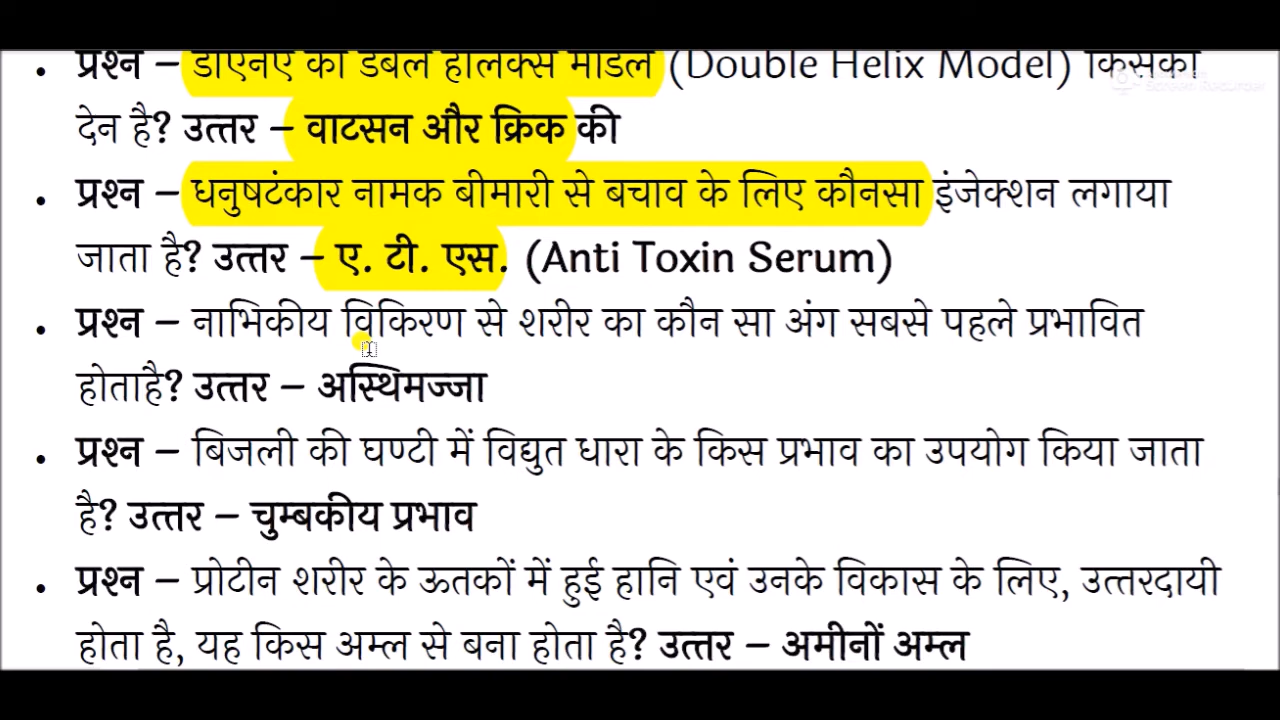 • प्रश्न – डीएनए का डबल हेलिक्स मॉडल (Double Helix Model) किसकी
देन है? उत्तर – वाटसन और क्रिक की
• प्रश्न – धनुषटंकार नामक बीमारी से बचाव के लिए कौनसा इंजेक्शन लगाया
जाता है? उत्तर – ए. टी. एस. (Anti Toxin Serum)
• प्रश्न – नाभिकीय विकिरण से शरीर का कौन सा अंग सबसे पहले प्रभावित
होताहै? उत्तर – अस्थिमज्जा
• प्रश्न – बिजली की घण्टी में विद्युत धारा के किस प्रभाव का उपयोग किया जाता
है? उत्तर – चुम्बकीय प्रभाव
• प्रश्न – प्रोटीन शरीर के ऊतकों में हुई हानि एवं उनके विकास के लिए, उत्तरदायी
होता है, यह किस अम्ल से बना होता है? उत्तर – अमीनों अम्ल